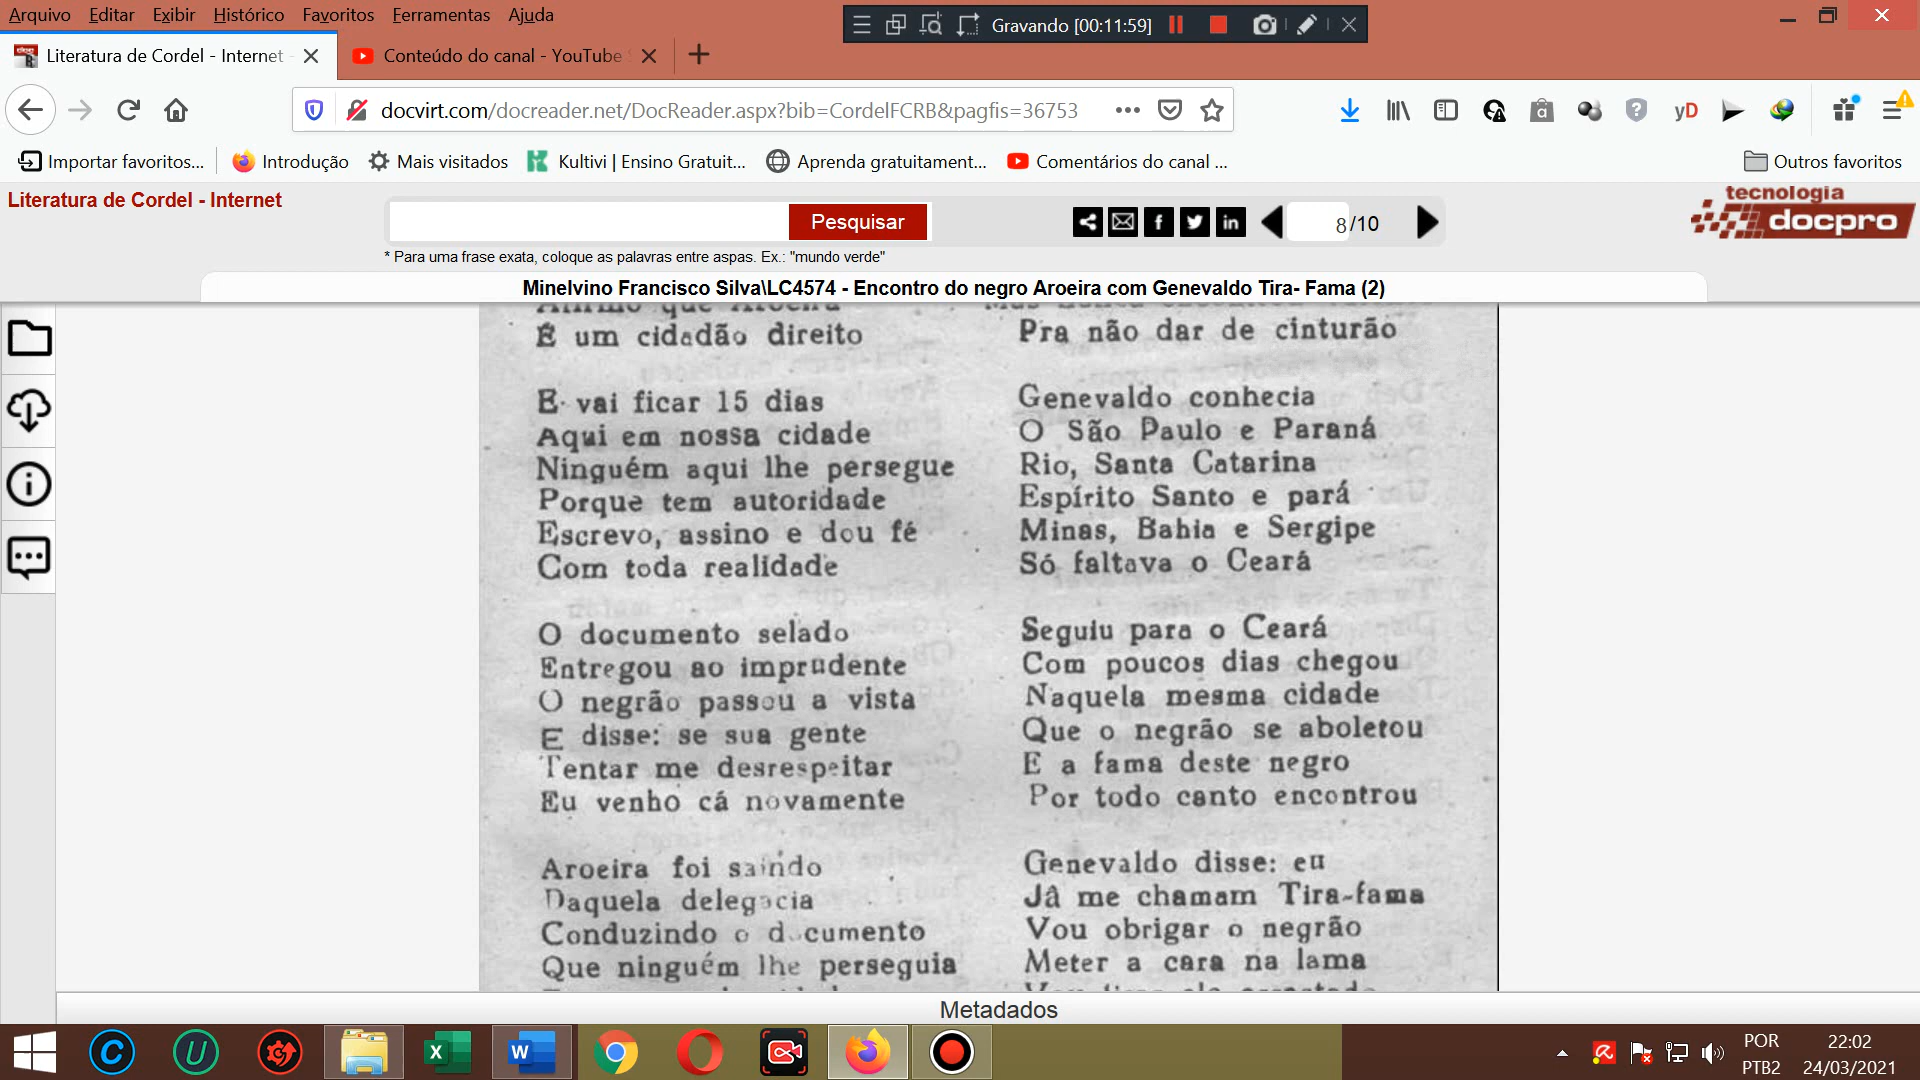 Arquivo Editar Exibir Histórico Favoritos Ferramentas Ajuda
Gravando [00:11:59]
Literatura de Cordel - Internet -
Conteúdo do canal - YouTube
docvirt.com/docreader.net/DocReader.aspx?bib=CordelFCRB&pagfis=36753
Importar favoritos...
Introdução
Mais visitados
Kultivi | Ensino Gratuit...
Aprenda gratuitament...
Comentários do canal ...
Outros favoritos
Literatura de Cordel - Internet
Pesquisar
8/10
tecnologia
docpro
* Para uma frase exata, coloque as palavras entre aspas. Ex.: "mundo verde"
Minelvino Francisco Silva\LC4574 - Encontro do negro Aroeira com Genevaldo Tira- Fama (2)
Afirmo que Aroeira
É um cidadão direito
E vai ficar 15 dias
Aqui em nossa cidade
Ninguém aqui lhe persegue
Porque tem autoridade
Escrevo, assino e dou fé
Com toda realidade
O documento selado
Entregou ao imprudente
O negrão passou a vista
E disse: se sua gente
Tentar me desrespeitar
Eu venho cá novamente
Aroeira foi saindo
Daquela delegacia
Conduzindo o documento
Que ninguém lhe perseguia
Pra não dar de cinturão
Genevaldo conhecia
O São Paulo e Paraná
Rio, Santa Catarina
Espírito Santo e pará
Minas, Bahia e Sergipe
Só faltava o Ceará
Seguiu para o Ceará
Com poucos dias chegou
Naquela mesma cidade
Que o negrão se aboletou
E a fama deste negro
Por todo canto encontrou
Genevaldo disse: eu
Jâ me chamam Tira-fama
Vou obrigar o negrão
Meter a cara na lama
Metadados
POR
PTB2
22:02
24/03/2021